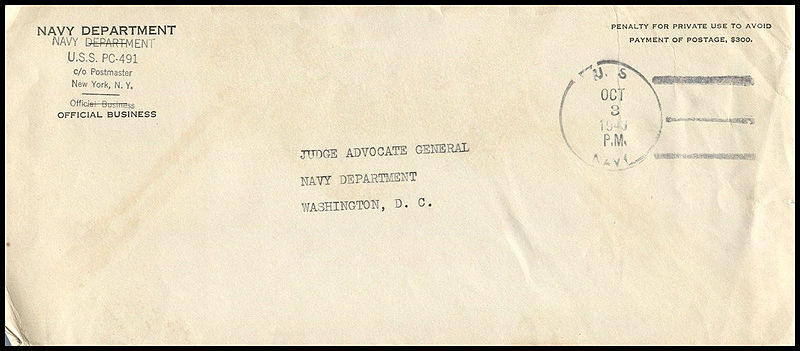 NAVY DEPARTMENT
NAVY DEPARTMENT
U.S.S. PC-491
c/o Postmaster
New York, N. Y.
Official Business
OFFICIAL BUSINESS
PENALTY FOR PRIVATE USE TO AVOID
PAYMENT OF POSTAGE, $300.
U. S
OCT
3
P.M.
NAVY
JUDGE ADVOCATE GENERAL
NAVY DEPARTMENT
WASHINGTON, D. C.